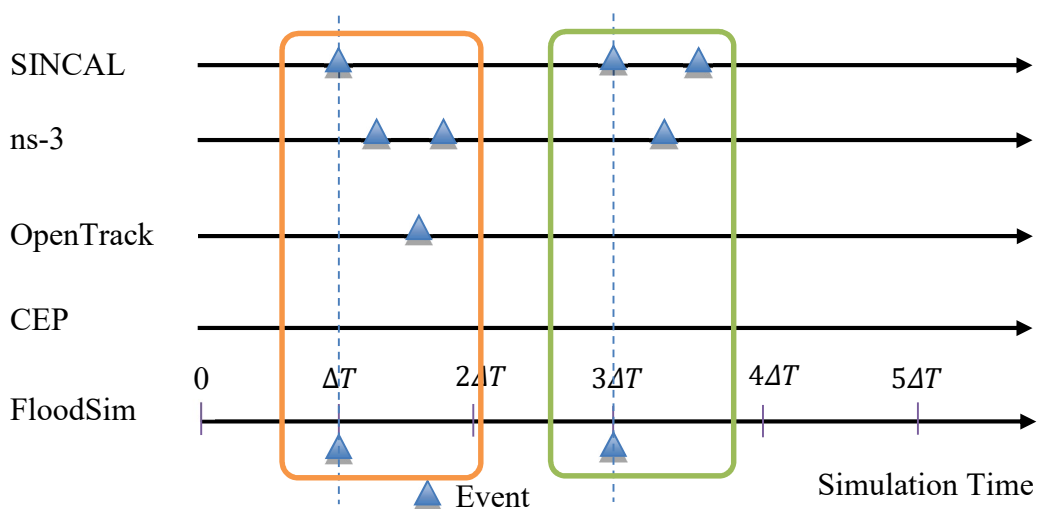 SINCAL
ns-3
OpenTrack
CEP
0 ΔT 2ΔT 3ΔT 4ΔT 5ΔT
FloodSim
Simulation Time
Event